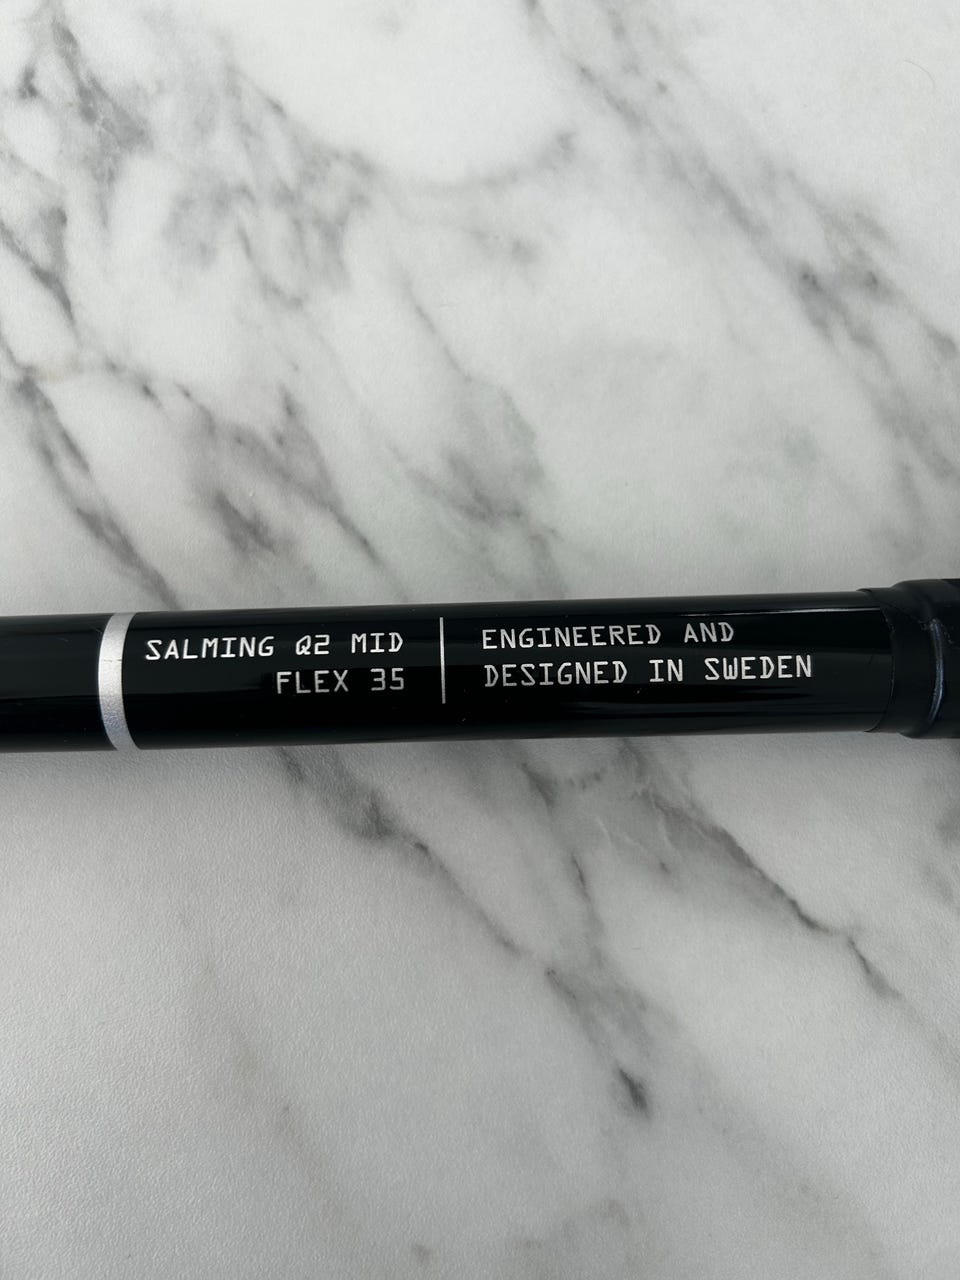 SALMING Q2 MID
FLEX 35
ENGINEERED AND
DESIGNED IN SWEDEN